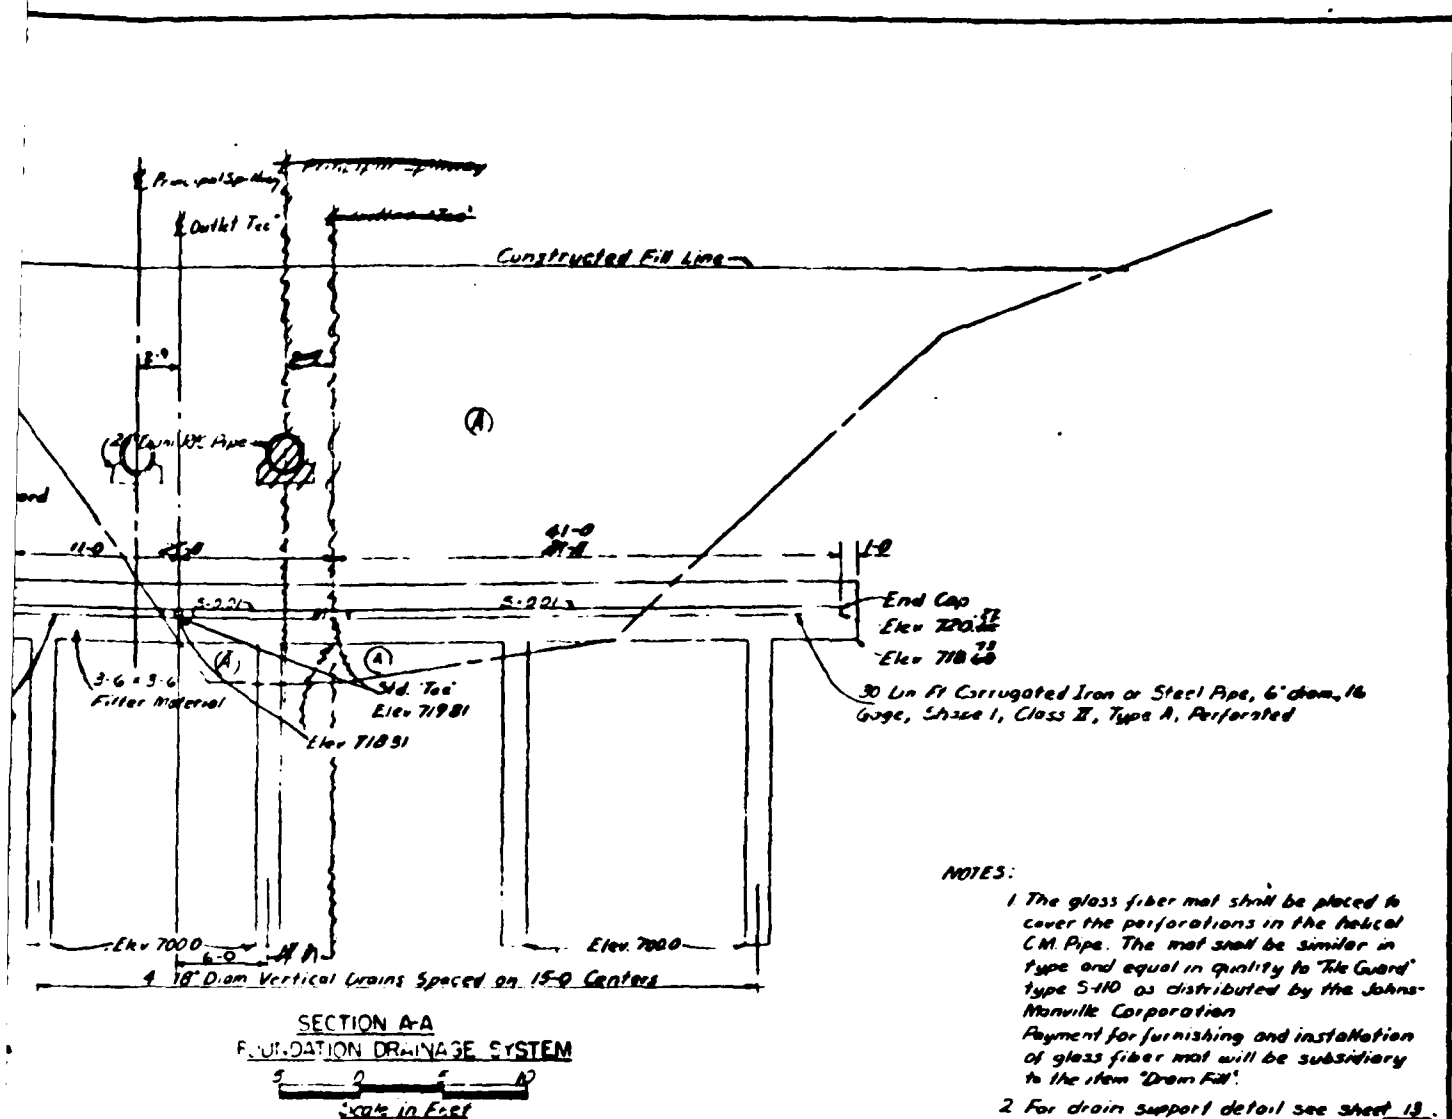 Principal Spillway
Outlet Tee
Constructed Fill Line
2-9
Pipe
A
11-0
41-0
1-0
S=.001
End Cap
Elev 720
Elev 718
A
A
3-6 x 3-6
Filter Material
Std. Tee
Elev 719.81
Elev 718.31
30 Lin Ft Corrugated Iron or Steel Pipe, 6" diam, 16
Gage, Shape 1, Class II, Type A, Perforated
Elev 700.0
6-0
Elev. 700.0
4 18" Diam Vertical Drains Spaced on 15-0 Centers
SECTION A-A
FOUNDATION DRAINAGE SYSTEM
5 0 5 10
Scale in Feet
NOTES:
1. The glass fiber mat shall be placed to
cover the perforations in the helical
C.M. Pipe. The mat shall be similar in
type and equal in quality to "Tile Guard"
type S-110 as distributed by the Johns-
Manville Corporation
Payment for furnishing and installation
of glass fiber mat will be subsidiary
to the item "Drain Fill".
2 For drain support detail see sheet 13.